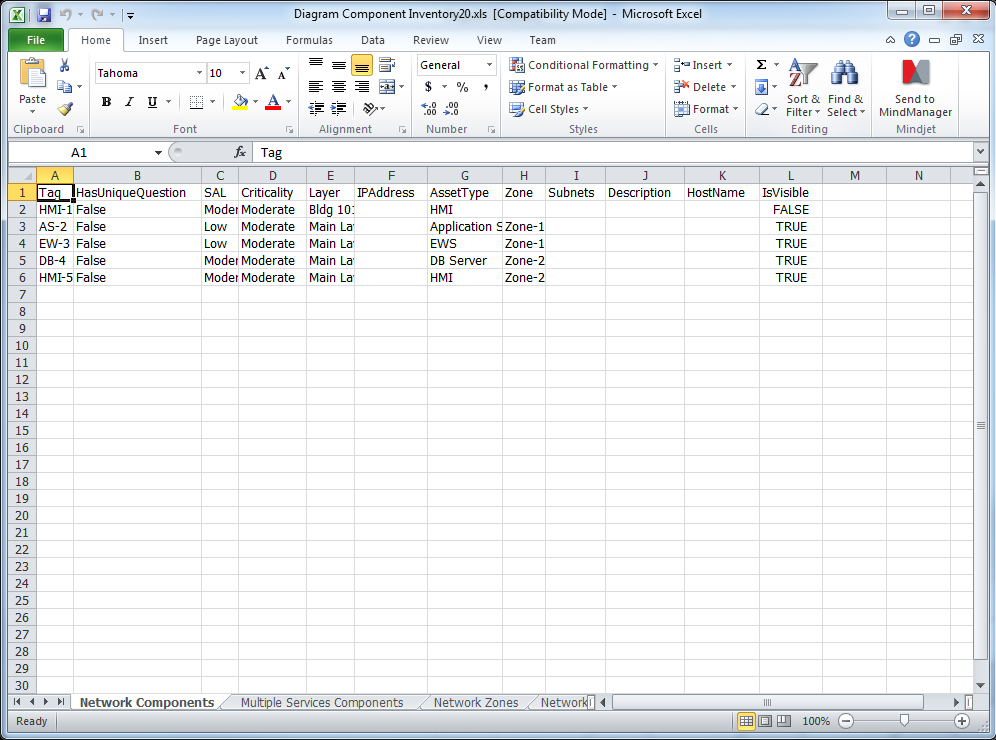 Diagram Component Inventory20.xls [Compatibility Mode] - Microsoft Excel
File Home Insert Page Layout Formulas Data Review View Team
Tahoma 10 General Conditional Formatting Insert
Paste B I U $ % , Format as Table Delete Sort & Filter Find & Select Send to MindManager
Cell Styles Format
Clipboard Font Alignment Number Styles Cells Editing Mindjet
A1 fx Tag
A B C D E F G H I J K L M N
1 Tag HasUniqueQuestion SAL Criticality Layer IPAddress AssetType Zone Subnets Description HostName IsVisible
2 HMI-1 False Moder Moderate Bldg 101 HMI FALSE
3 AS-2 False Low Moderate Main La Application S Zone-1 TRUE
4 EW-3 False Low Moderate Main La EWS Zone-1 TRUE
5 DB-4 False Moder Moderate Main La DB Server Zone-2 TRUE
6 HMI-5 False Moder Moderate Main La HMI Zone-2 TRUE
7
8
9
10
11
12
13
14
15
16
17
18
19
20
21
22
23
24
25
26
27
28
29
30
Network Components Multiple Services Components Network Zones Network
Ready 100%